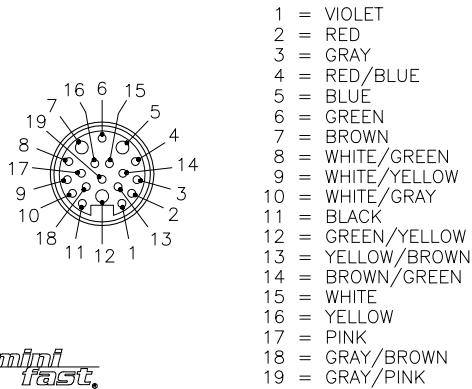 1 = VIOLET
2 = RED
3 = GRAY
4 = RED/BLUE
5 = BLUE
6 = GREEN
7 = BROWN
8 = WHITE/GREEN
9 = WHITE/YELLOW
10 = WHITE/GRAY
11 = BLACK
12 = GREEN/YELLOW
13 = YELLOW/BROWN
14 = BROWN/GREEN
15 = WHITE
16 = YELLOW
17 = PINK
18 = GRAY/BROWN
19 = GRAY/PINK
6
16 15
7 5
19 4
8 14
17 3
9 2
10 13
18 1
11 12
mini
fast®